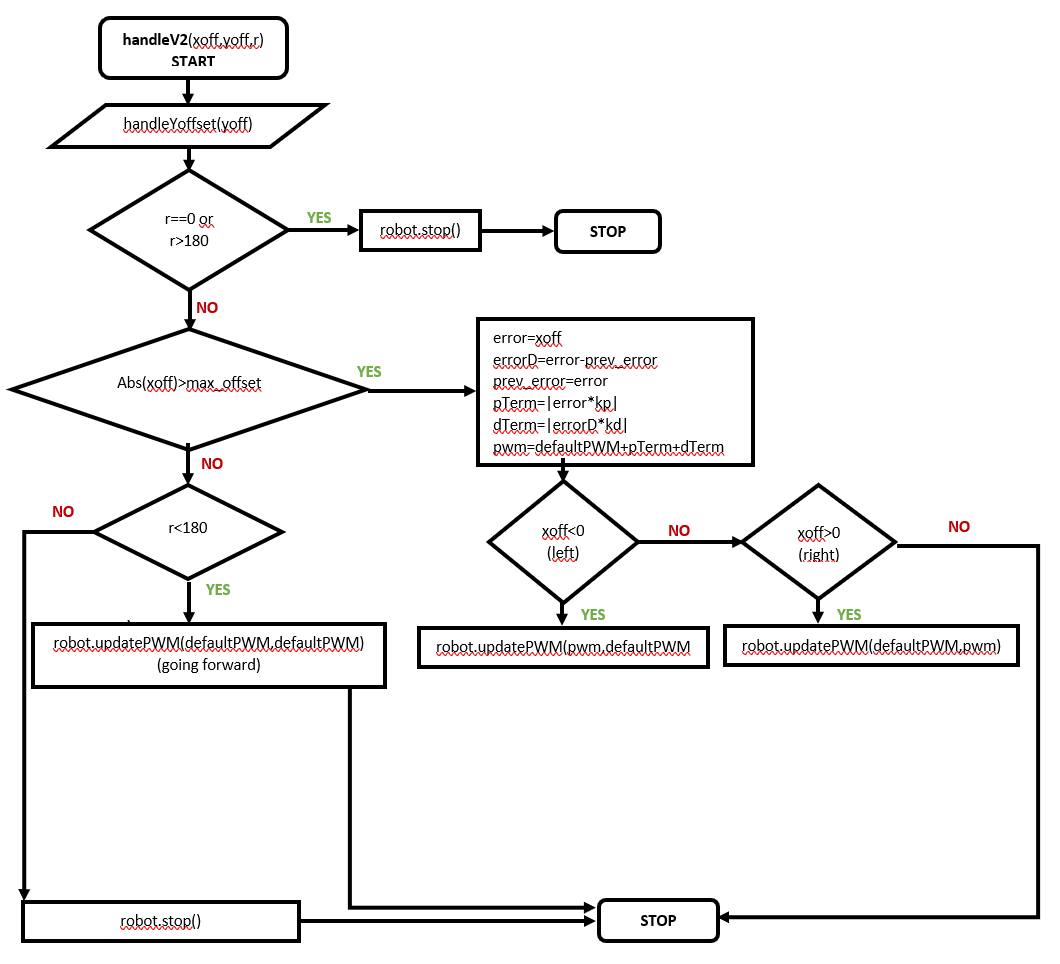 handleV2(xoff,yoff,r)
START
handleYoffset(yoff)
r==0 or
r>180
YES
robot.stop()
STOP
NO
Abs(xoff)>max_offset
YES
error=xoff
errorD=error-prev_error
prev_error=error
pTerm=|error*kp|
dTerm=|errorD*kd|
pwm=defaultPWM+pTerm+dTerm
NO
NO
r<180
YES
robot.updatePWM(defaultPWM,defaultPWM)
(going forward)
xoff<0
(left)
NO
xoff>0
(right)
NO
YES
robot.updatePWM(pwm,defaultPWM
YES
robot.updatePWM(defaultPWM,pwm)
robot.stop()
STOP